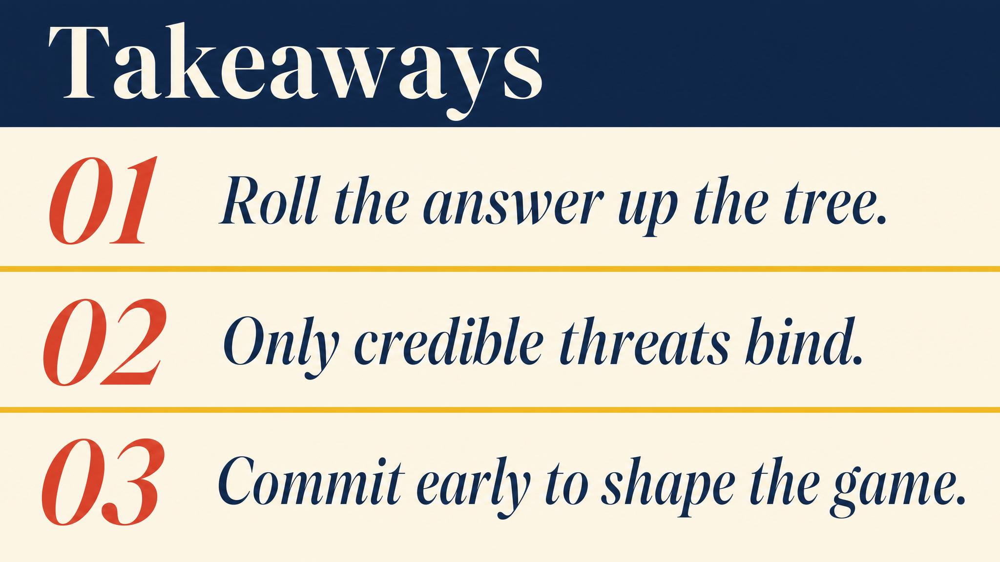 Takeaways
01 Roll the answer up the tree.
02 Only credible threats bind.
03 Commit early to shape the game.